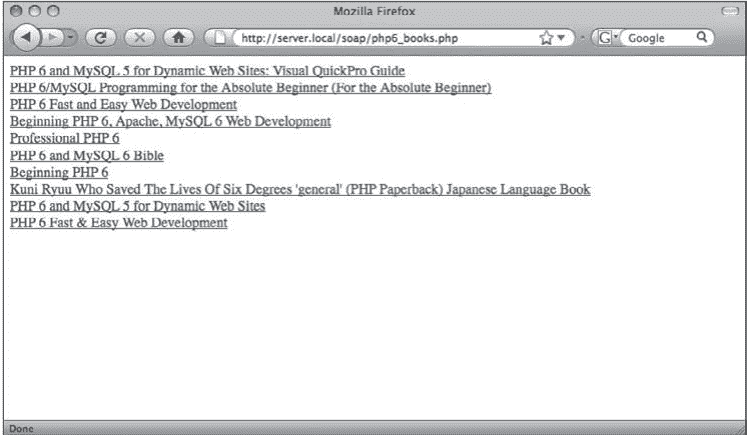 Mozilla Firefox
http://server.local/soap/php6_books.php
G Google
PHP 6 and MySQL 5 for Dynamic Web Sites: Visual QuickPro Guide
PHP 6/MySQL Programming for the Absolute Beginner (For the Absolute Beginner)
PHP 6 Fast and Easy Web Development
Beginning PHP 6, Apache, MySQL 6 Web Development
Professional PHP 6
PHP 6 and MySQL 6 Bible
Beginning PHP 6
Kuni Ryuu Who Saved The Lives Of Six Degrees 'general' (PHP Paperback) Japanese Language Book
PHP 6 and MySQL 5 for Dynamic Web Sites
PHP 6 Fast & Easy Web Development
Done